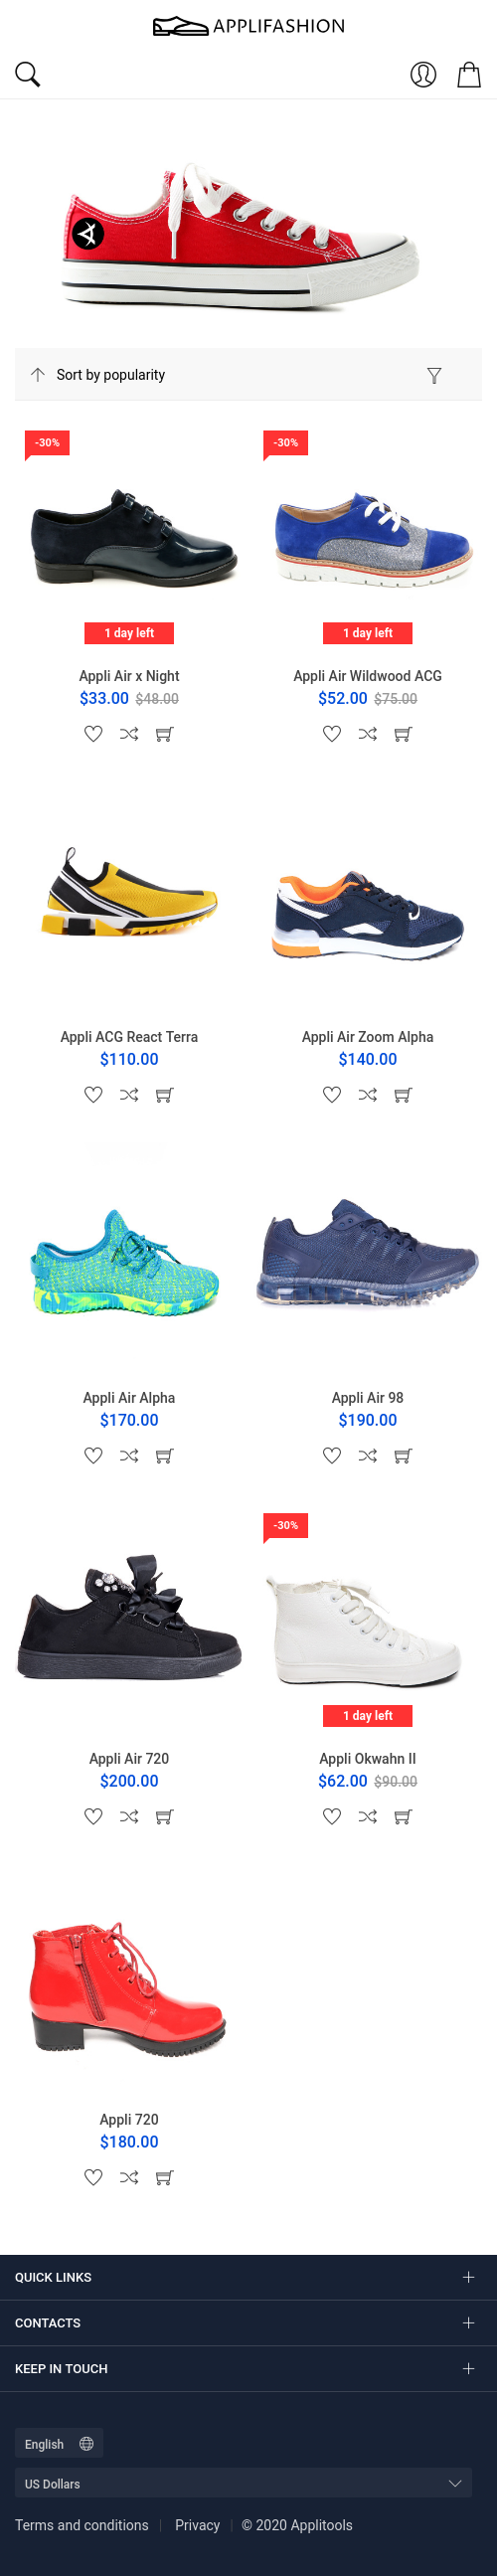 APPLIFASHION
Sort by popularity
-30%
-30%
1 day left
1 day left
Appli Air x Night
Appli Air Wildwood ACG
$33.00 $48.00
$52.00 $75.00
Appli ACG React Terra
Appli Air Zoom Alpha
$110.00
$140.00
Appli Air Alpha
Appli Air 98
$170.00
$190.00
-30%
1 day left
Appli Air 720
Appli Okwahn II
$200.00
$62.00 $90.00
Appli 720
$180.00
QUICK LINKS
CONTACTS
KEEP IN TOUCH
English
US Dollars
Terms and conditions | Privacy | © 2020 Applitools